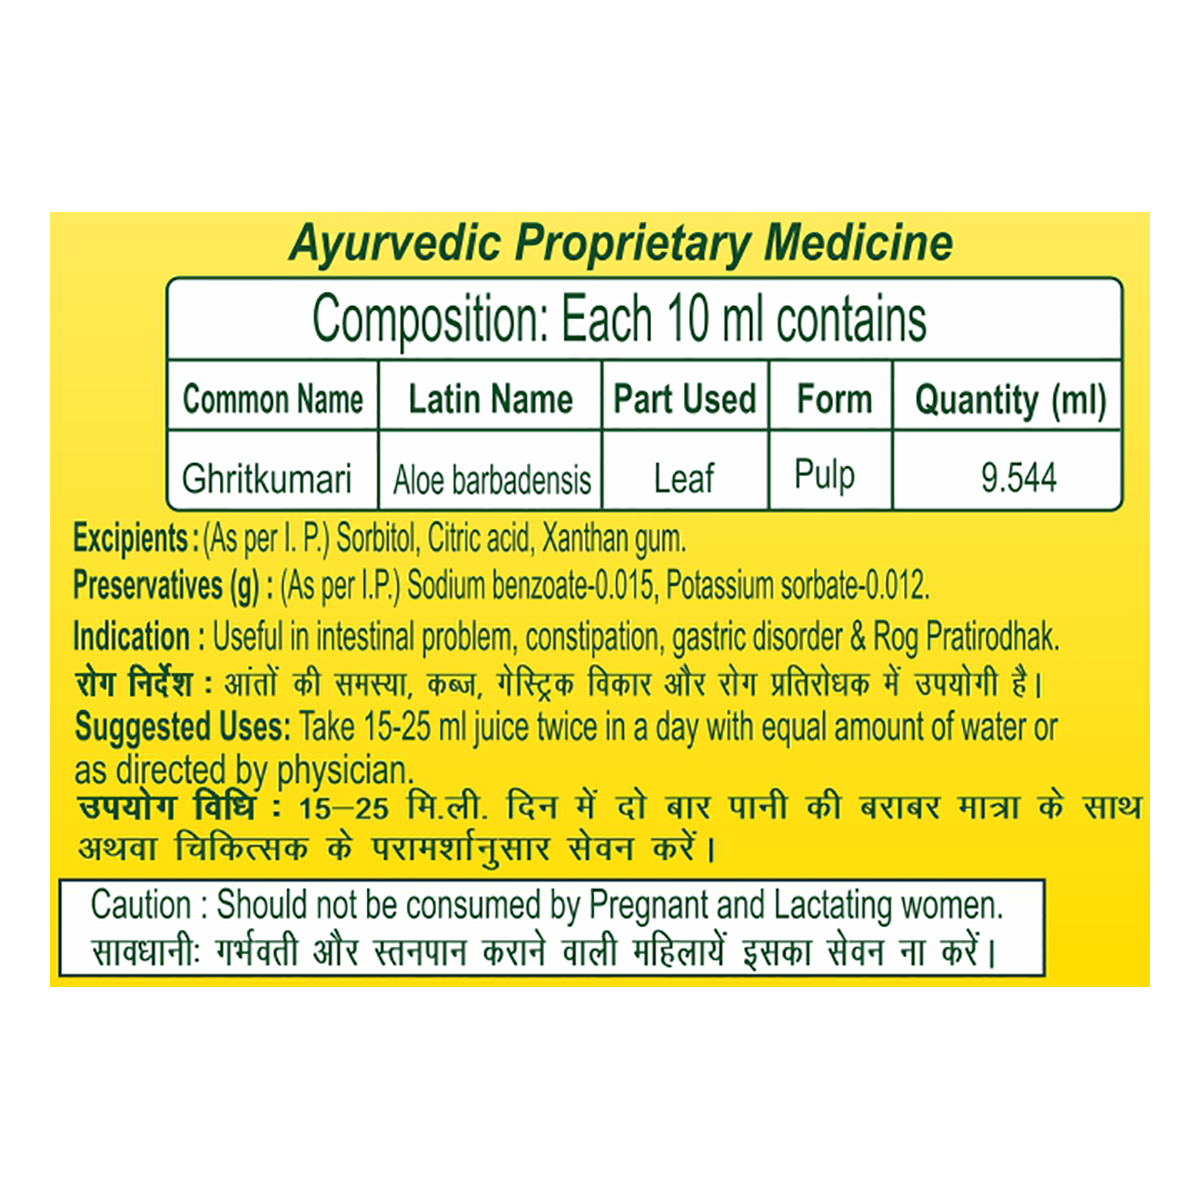 Ayurvedic Proprietary Medicine
Composition: Each 10 ml contains
Common Name Latin Name Part Used Form Quantity (ml)
Ghritkumari Aloe barbadensis Leaf Pulp 9.544
Excipients : (As per I. P.) Sorbitol, Citric acid, Xanthan gum.
Preservatives (g) : (As per I.P.) Sodium benzoate-0.015, Potassium sorbate-0.012.
Indication : Useful in intestinal problem, constipation, gastric disorder & Rog Pratirodhak.
रोग निर्देश : आंतों की समस्या, कब्ज, गेस्ट्रिक विकार और रोग प्रतिरोधक में उपयोगी है।
Suggested Uses: Take 15-25 ml juice twice in a day with equal amount of water or
as directed by physician.
उपयोग विधि : 15–25 मि.ली. दिन में दो बार पानी की बराबर मात्रा के साथ
अथवा चिकित्सक के परामर्शानुसार सेवन करें।
Caution : Should not be consumed by Pregnant and Lactating women.
सावधानीः गर्भवती और स्तनपान कराने वाली महिलायें इसका सेवन ना करें।